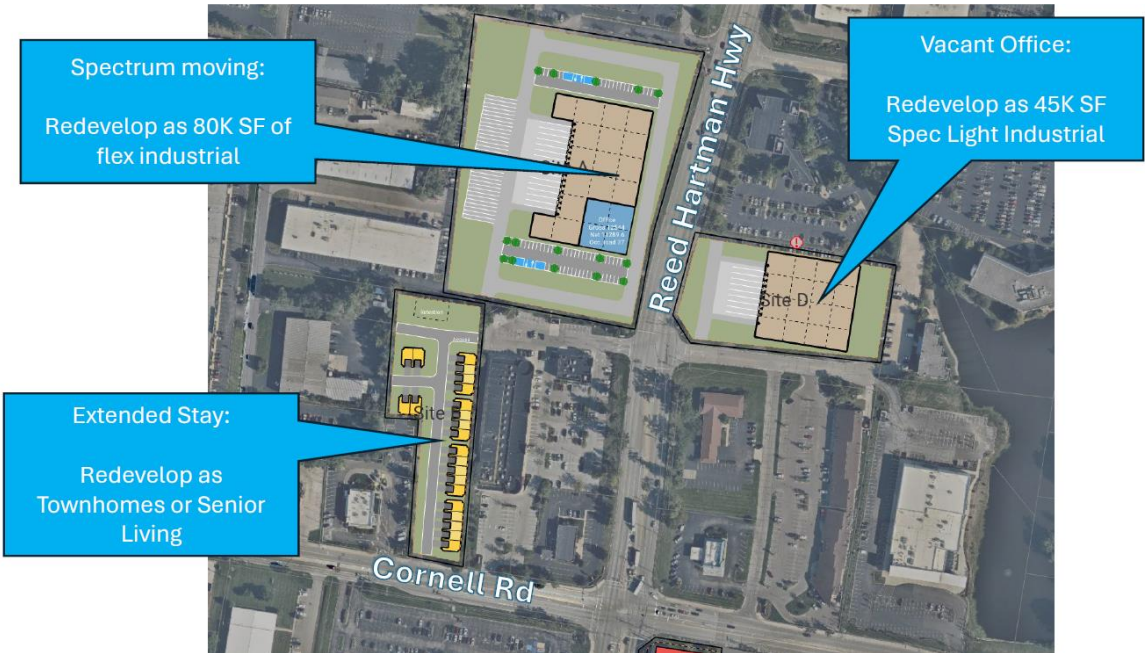 Spectrum moving:
Redevelop as 80K SF of
flex industrial
Vacant Office:
Redevelop as 45K SF
Spec Light Industrial
Reed Hartman Hwy
Office
Site D
Extended Stay:
Redevelop as
Townhomes or Senior
Living
Site
Cornell Rd